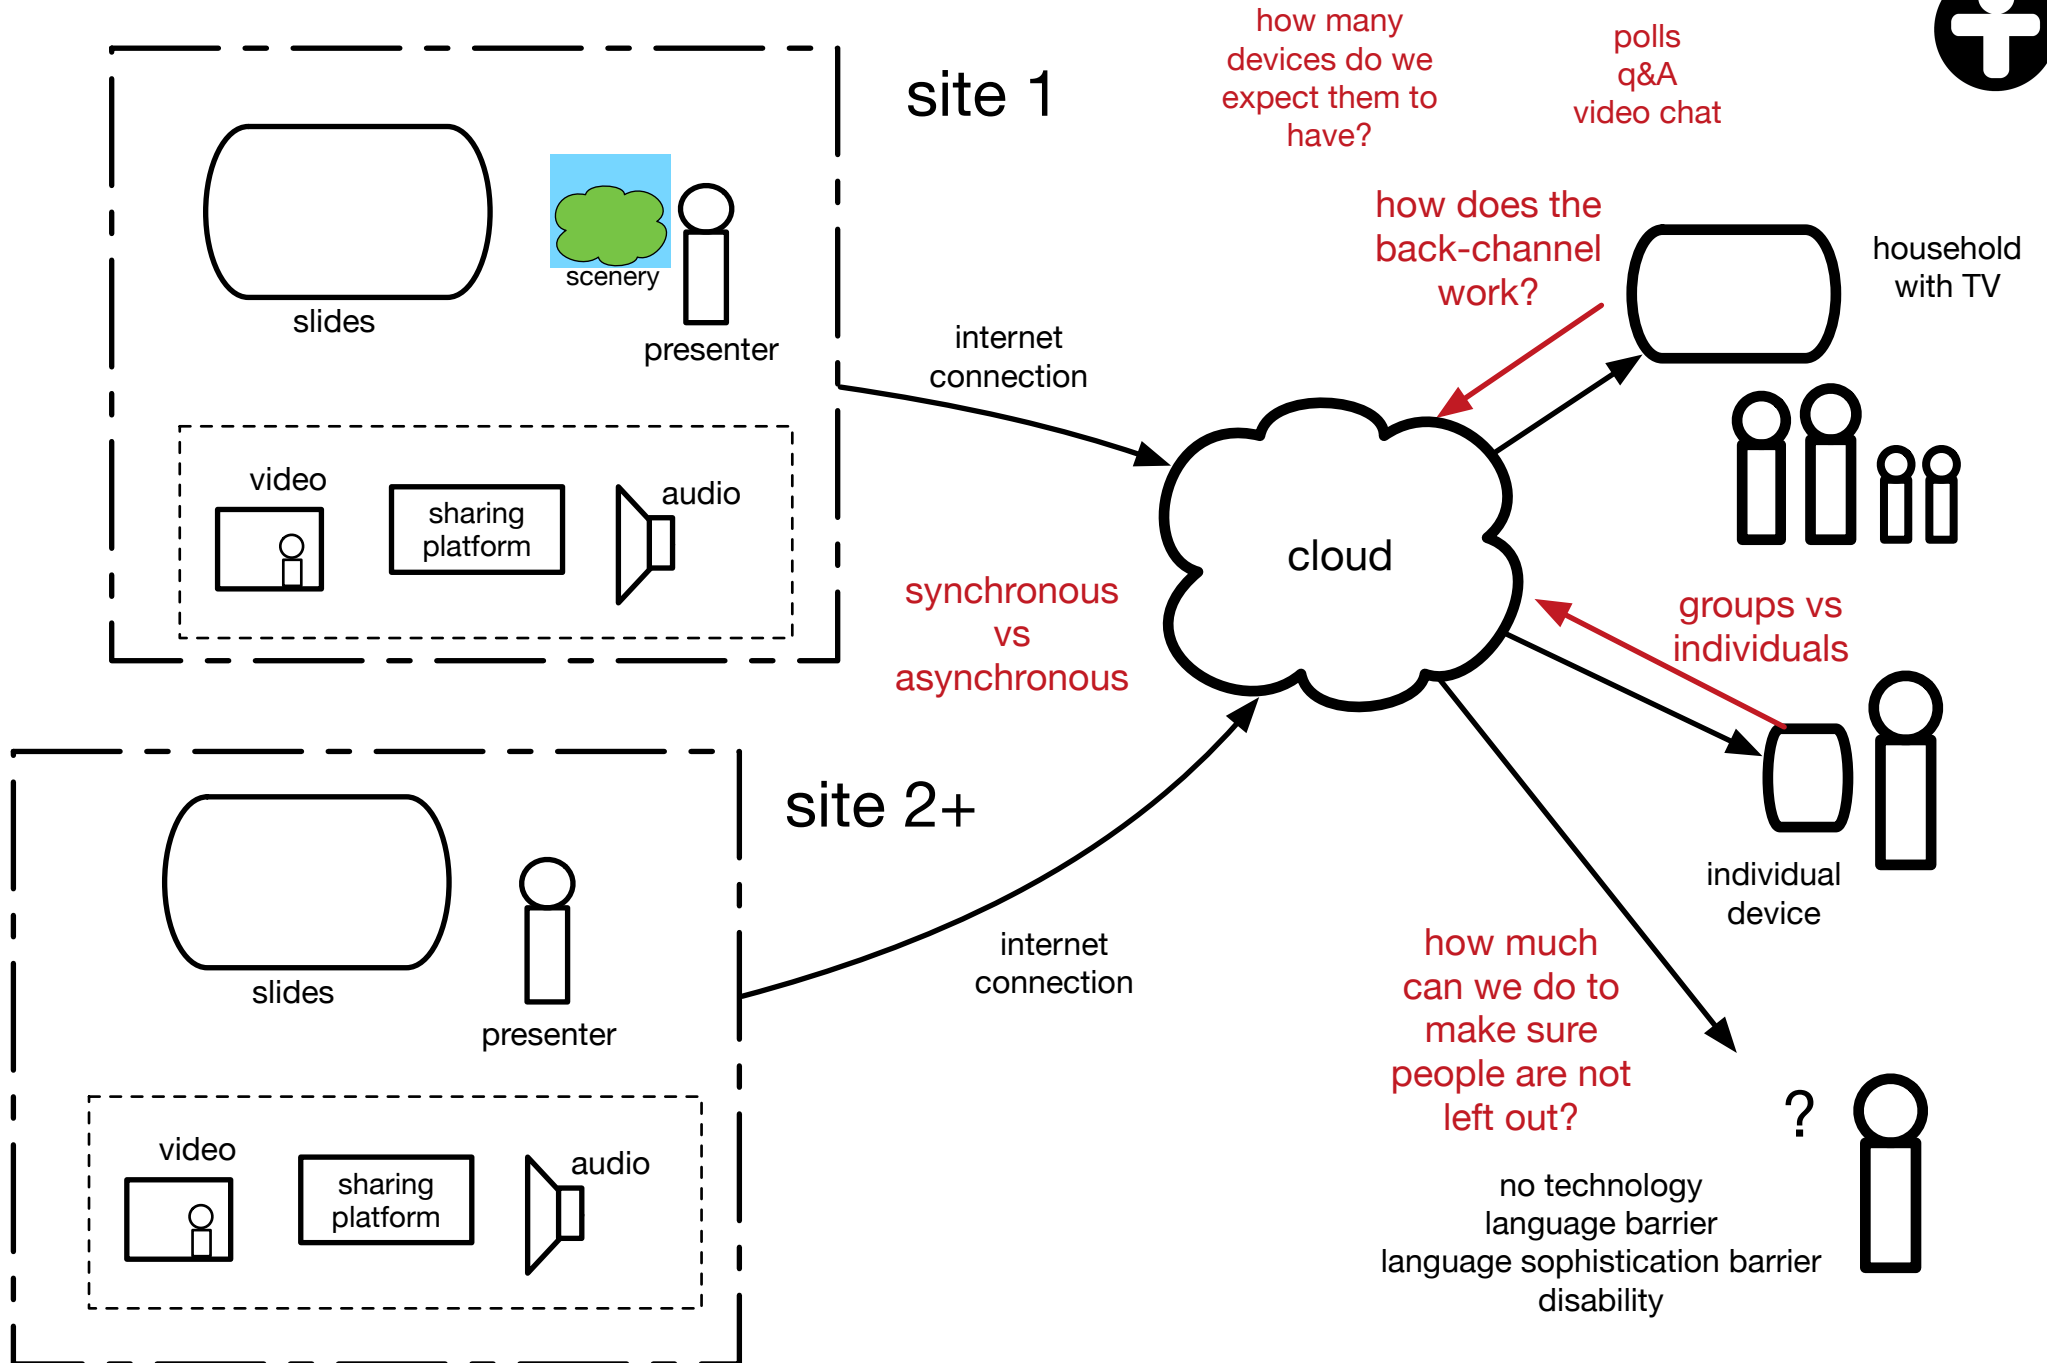 how many
devices do we
expect them to
have?
polls
q&A
video chat
site 1
slides
scenery
presenter
video
sharing
platform
audio
internet
connection
how does the
back-channel
work?
household
with TV
cloud
synchronous
vs
asynchronous
groups vs
individuals
individual
device
site 2+
slides
presenter
video
sharing
platform
audio
internet
connection
how much
can we do to
make sure
people are not
left out?
?
no technology
language barrier
language sophistication barrier
disability